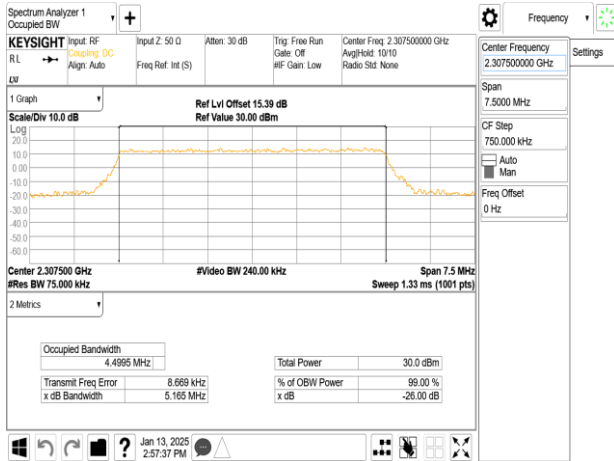 Spectrum Analyzer 1
Occupied BW
KEYSIGHT
RL
LXI
Input: RF
Coupling: DC
Align: Auto
Input Z: 50 Ω
Freq Ref: Int (S)
Atten: 30 dB
Trig: Free Run
Gate: Off
#IF Gain: Low
Center Freq: 2.307500000 GHz
Avg|Hold: 10/10
Radio Std: None
1 Graph
Scale/Div 10.0 dB
Ref Lvl Offset 15.39 dB
Ref Value 30.00 dBm
Log
20.0
10.0
0.00
-10.0
-20.0
-30.0
-40.0
-50.0
-60.0
Center 2.307500 GHz
#Res BW 75.000 kHz
#Video BW 240.00 kHz
Span 7.5 MHz
Sweep 1.33 ms (1001 pts)
2 Metrics
Occupied Bandwidth
4.4995 MHz
Transmit Freq Error 8.669 kHz
x dB Bandwidth 5.165 MHz
Total Power 30.0 dBm
% of OBW Power 99.00 %
x dB -26.00 dB
Jan 13, 2025
2:57:37 PM
Frequency
Center Frequency
2.307500000 GHz
Span
7.5000 MHz
CF Step
750.000 kHz
Auto
Man
Freq Offset
0 Hz
Settings